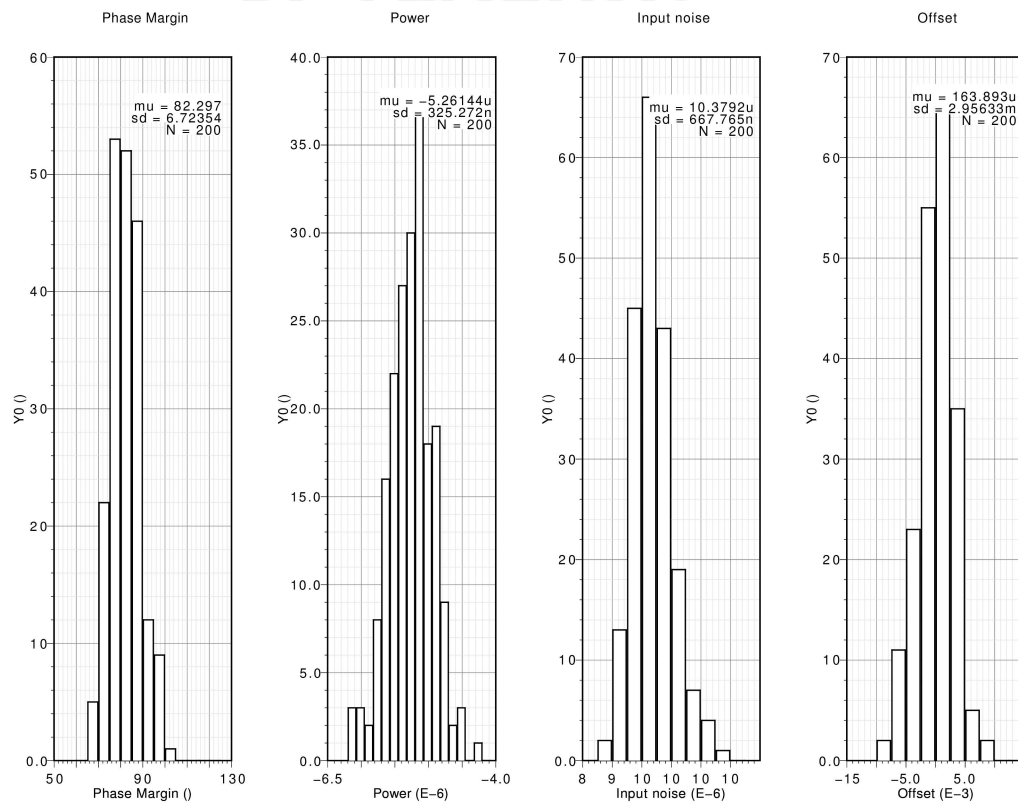 Phase Margin
Power
Input noise
Offset
60
50
40
30
20
10
0.0
Y0 ()
mu = 82.297
sd = 6.72354
N = 200
50
90
130
Phase Margin ()
40.0
35.0
30.0
25.0
20.0
15.0
10.0
5.0
0.0
Y0 ()
mu = −5.26144u
sd = 325.272n
N = 200
−6.5
−4.0
Power (E−6)
70
60
50
40
30
20
10
0.0
Y0 ()
mu = 10.3792u
sd = 667.765n
N = 200
8 9 10 10 10 10
Input noise (E−6)
70
60
50
40
30
20
10
0.0
Y0 ()
mu = 163.893u
sd = 2.95633m
N = 200
−15
−5.0
5.0
Offset (E−3)